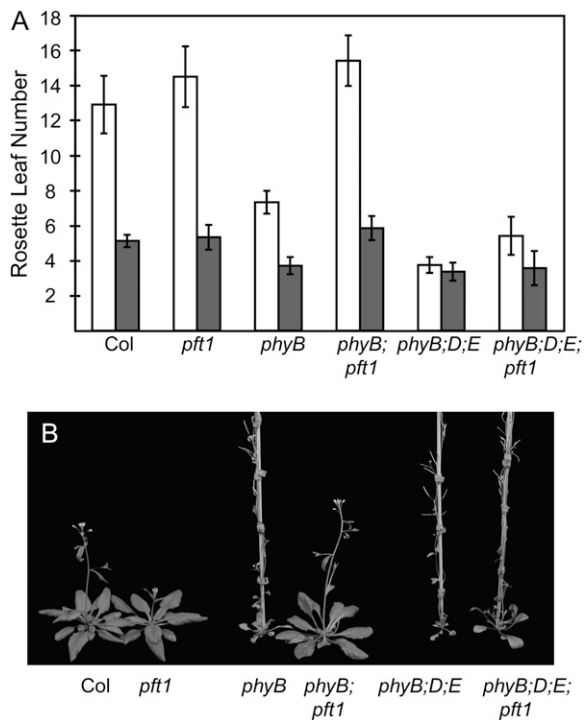 A
Rosette Leaf Number
18
16
14
12
10
8
6
4
2
Col pft1 phyB phyB; phyB;D;E phyB;D;E;
pft1 pft1
B
Col pft1 phyB phyB; phyB;D;E phyB;D;E;
pft1 pft1